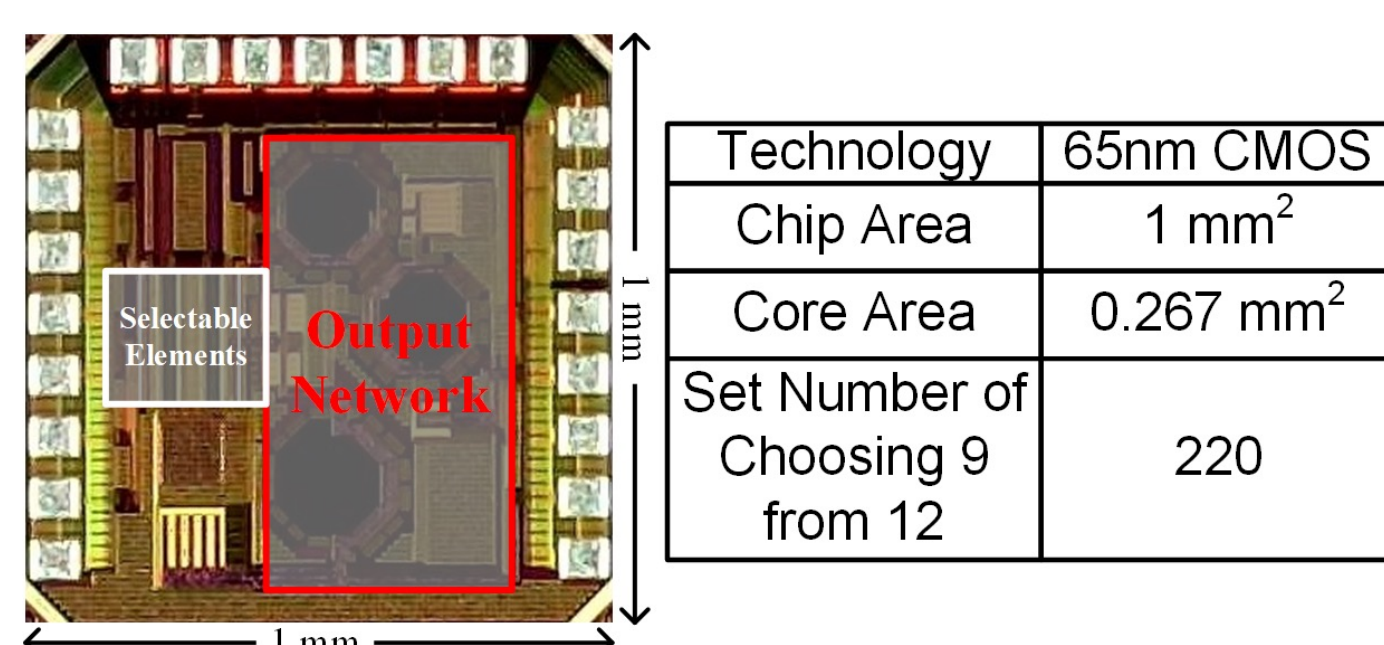 Selectable
Elements
Output
Network
1 mm
1 mm
Technology
65nm CMOS
Chip Area
1 mm²
Core Area
0.267 mm²
Set Number of
Choosing 9
from 12
220